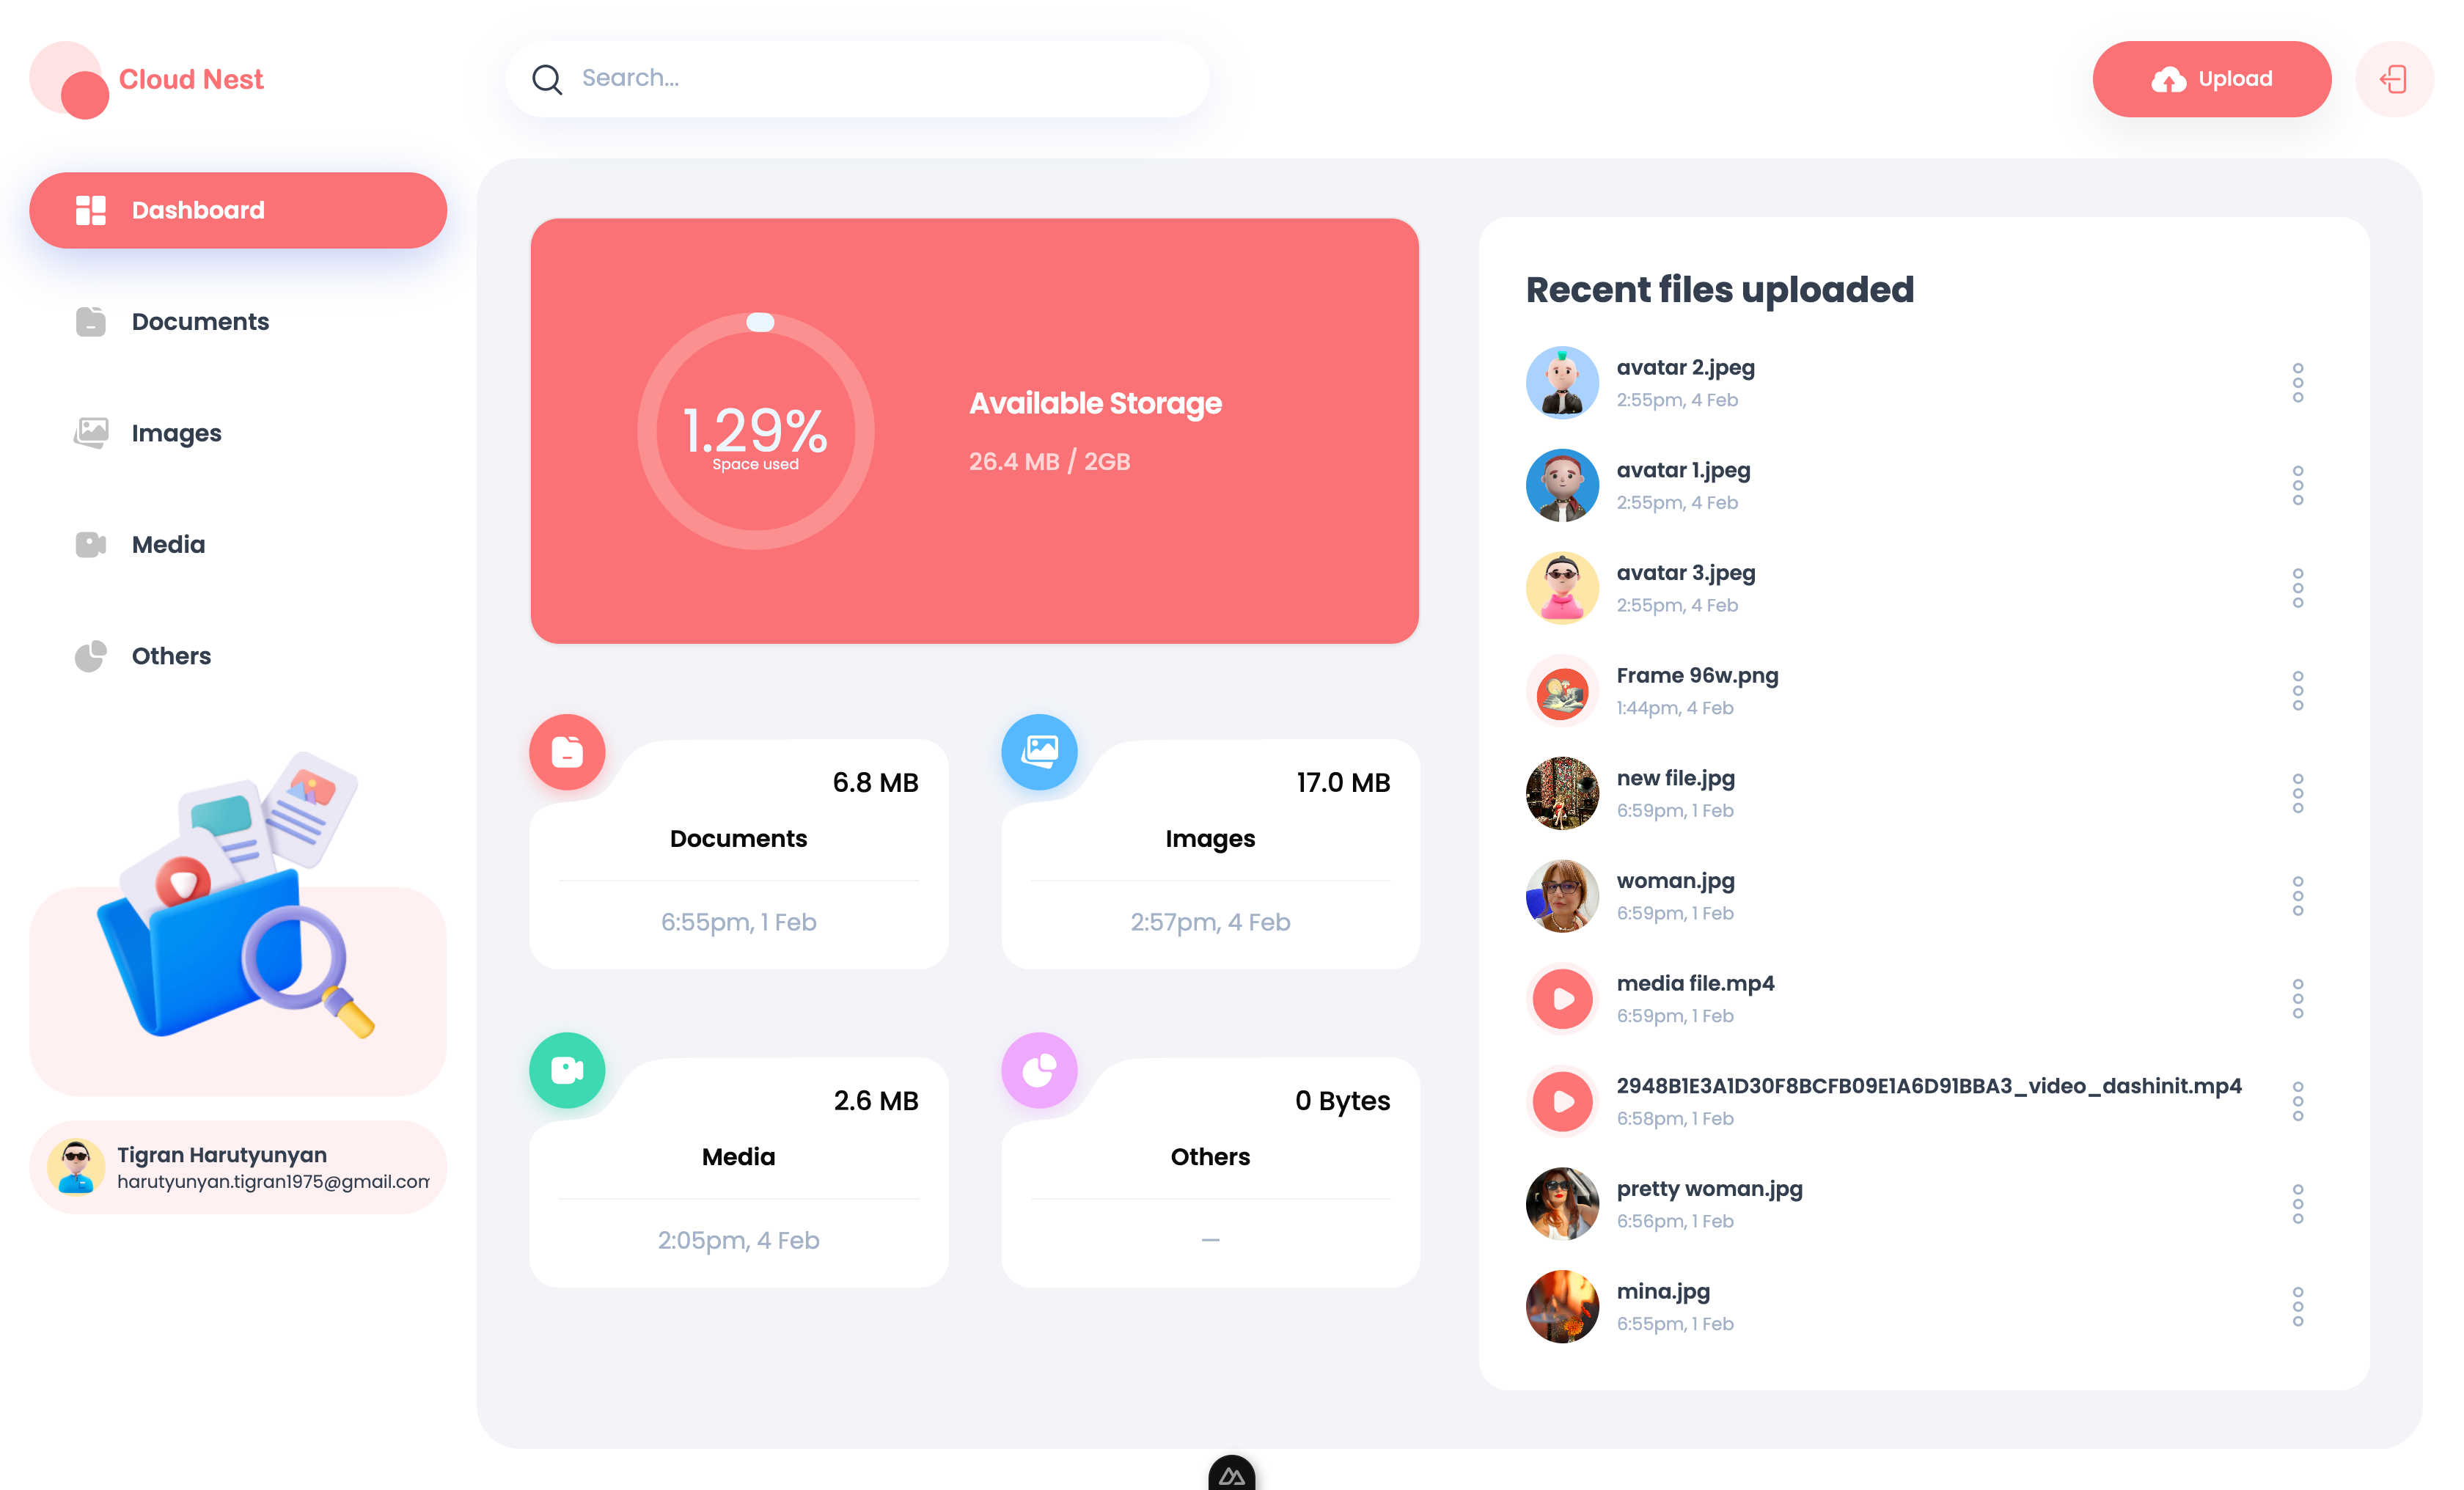 Cloud Nest
Search...
Upload
Dashboard
Documents
Images
Media
Others
Tigran Harutyunyan
harutyunyan.tigran1975@gmail.com
1.29%
Space used
Available Storage
26.4 MB / 2GB
6.8 MB
Documents
6:55pm, 1 Feb
17.0 MB
Images
2:57pm, 4 Feb
2.6 MB
Media
2:05pm, 4 Feb
0 Bytes
Others
—
Recent files uploaded
avatar 2.jpeg
2:55pm, 4 Feb
avatar 1.jpeg
2:55pm, 4 Feb
avatar 3.jpeg
2:55pm, 4 Feb
Frame 96w.png
1:44pm, 4 Feb
new file.jpg
6:59pm, 1 Feb
woman.jpg
6:59pm, 1 Feb
media file.mp4
6:59pm, 1 Feb
2948B1E3A1D30F8BCFB09E1A6D91BBA3_video_dashinit.mp4
6:58pm, 1 Feb
pretty woman.jpg
6:56pm, 1 Feb
mina.jpg
6:55pm, 1 Feb